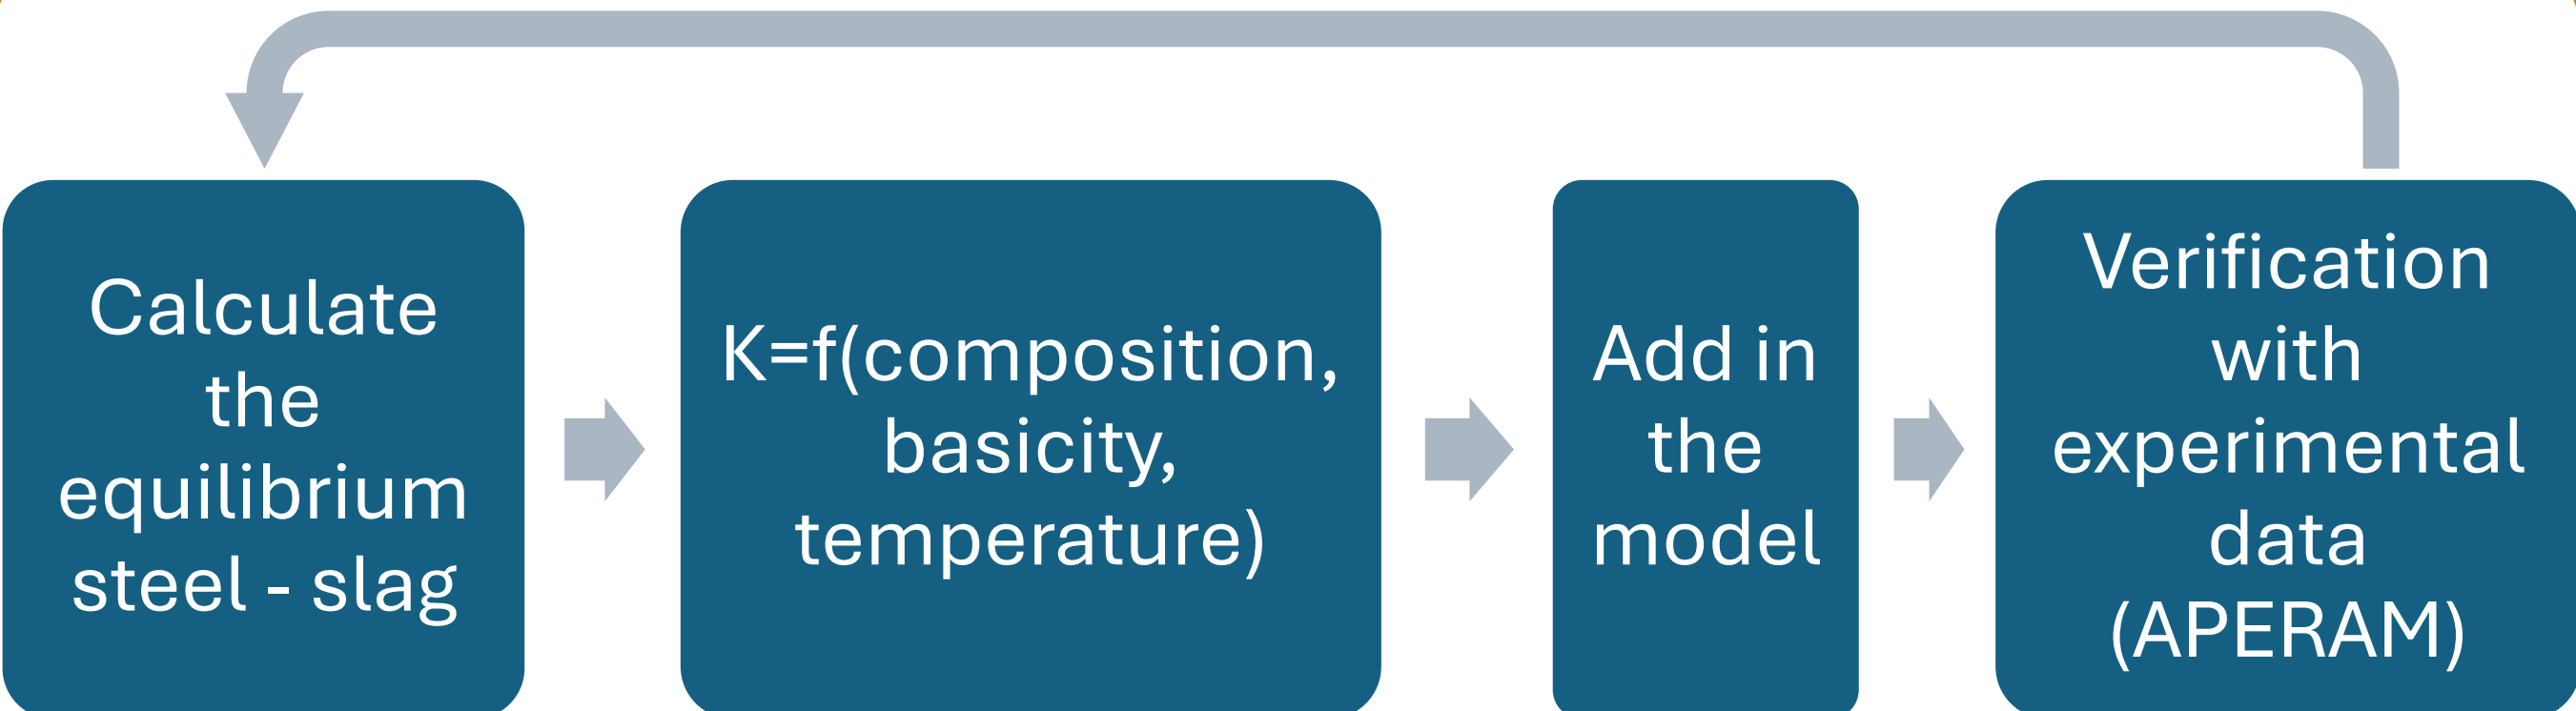 Calculate
the
equilibrium
steel - slag
K=f(composition,
basicity,
temperature)
Add in
the
model
Verification
with
experimental
data
(APERAM)